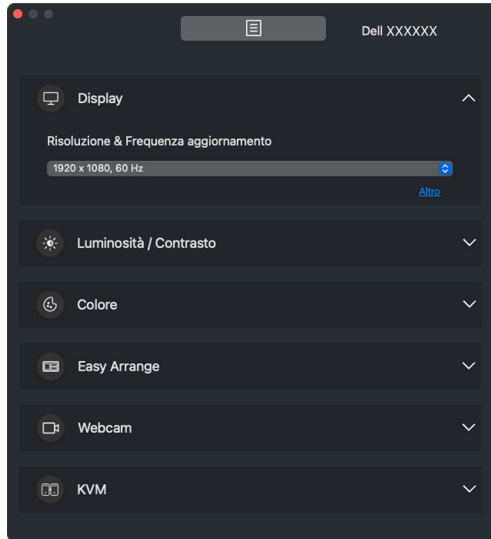 Dell XXXXXX
Display
Risoluzione & Frequenza aggiornamento
1920 x 1080, 60 Hz
Altro
Luminosità / Contrasto
Colore
Easy Arrange
Webcam
KVM